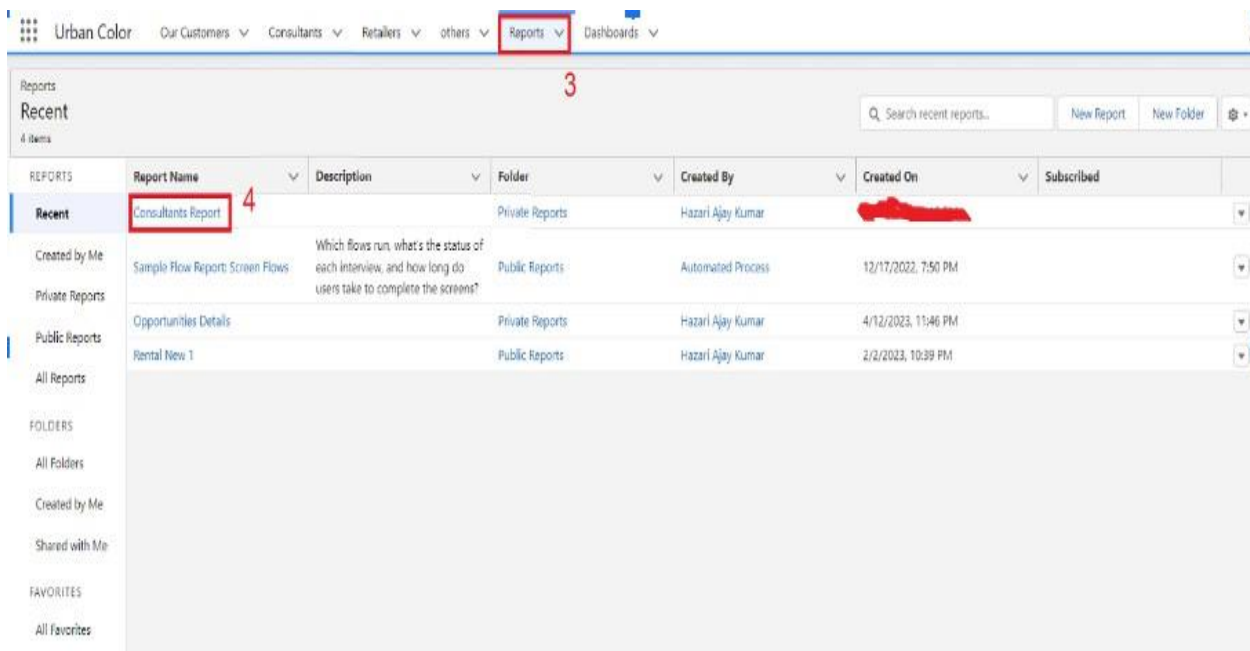 Urban Color Our Customers Consultants Retailers others Reports Dashboards
3
Reports
Recent
4 items
Search recent reports...
New Report New Folder
REPORTS Report Name Description Folder Created By Created On Subscribed
Recent Consultants Report 4 Private Reports Hazari Ajay Kumar
Created by Me Sample Flow Report: Screen Flows Which flows run, what's the status of
each interview, and how long do
users take to complete the screens? Public Reports Automated Process 12/17/2022, 7:50 PM
Private Reports
Opportunities Details Private Reports Hazari Ajay Kumar 4/12/2023, 11:46 PM
Public Reports
Rental New 1 Public Reports Hazari Ajay Kumar 2/2/2023, 10:39 PM
All Reports
FOLDERS
All Folders
Created by Me
Shared with Me
FAVORITES
All Favorites